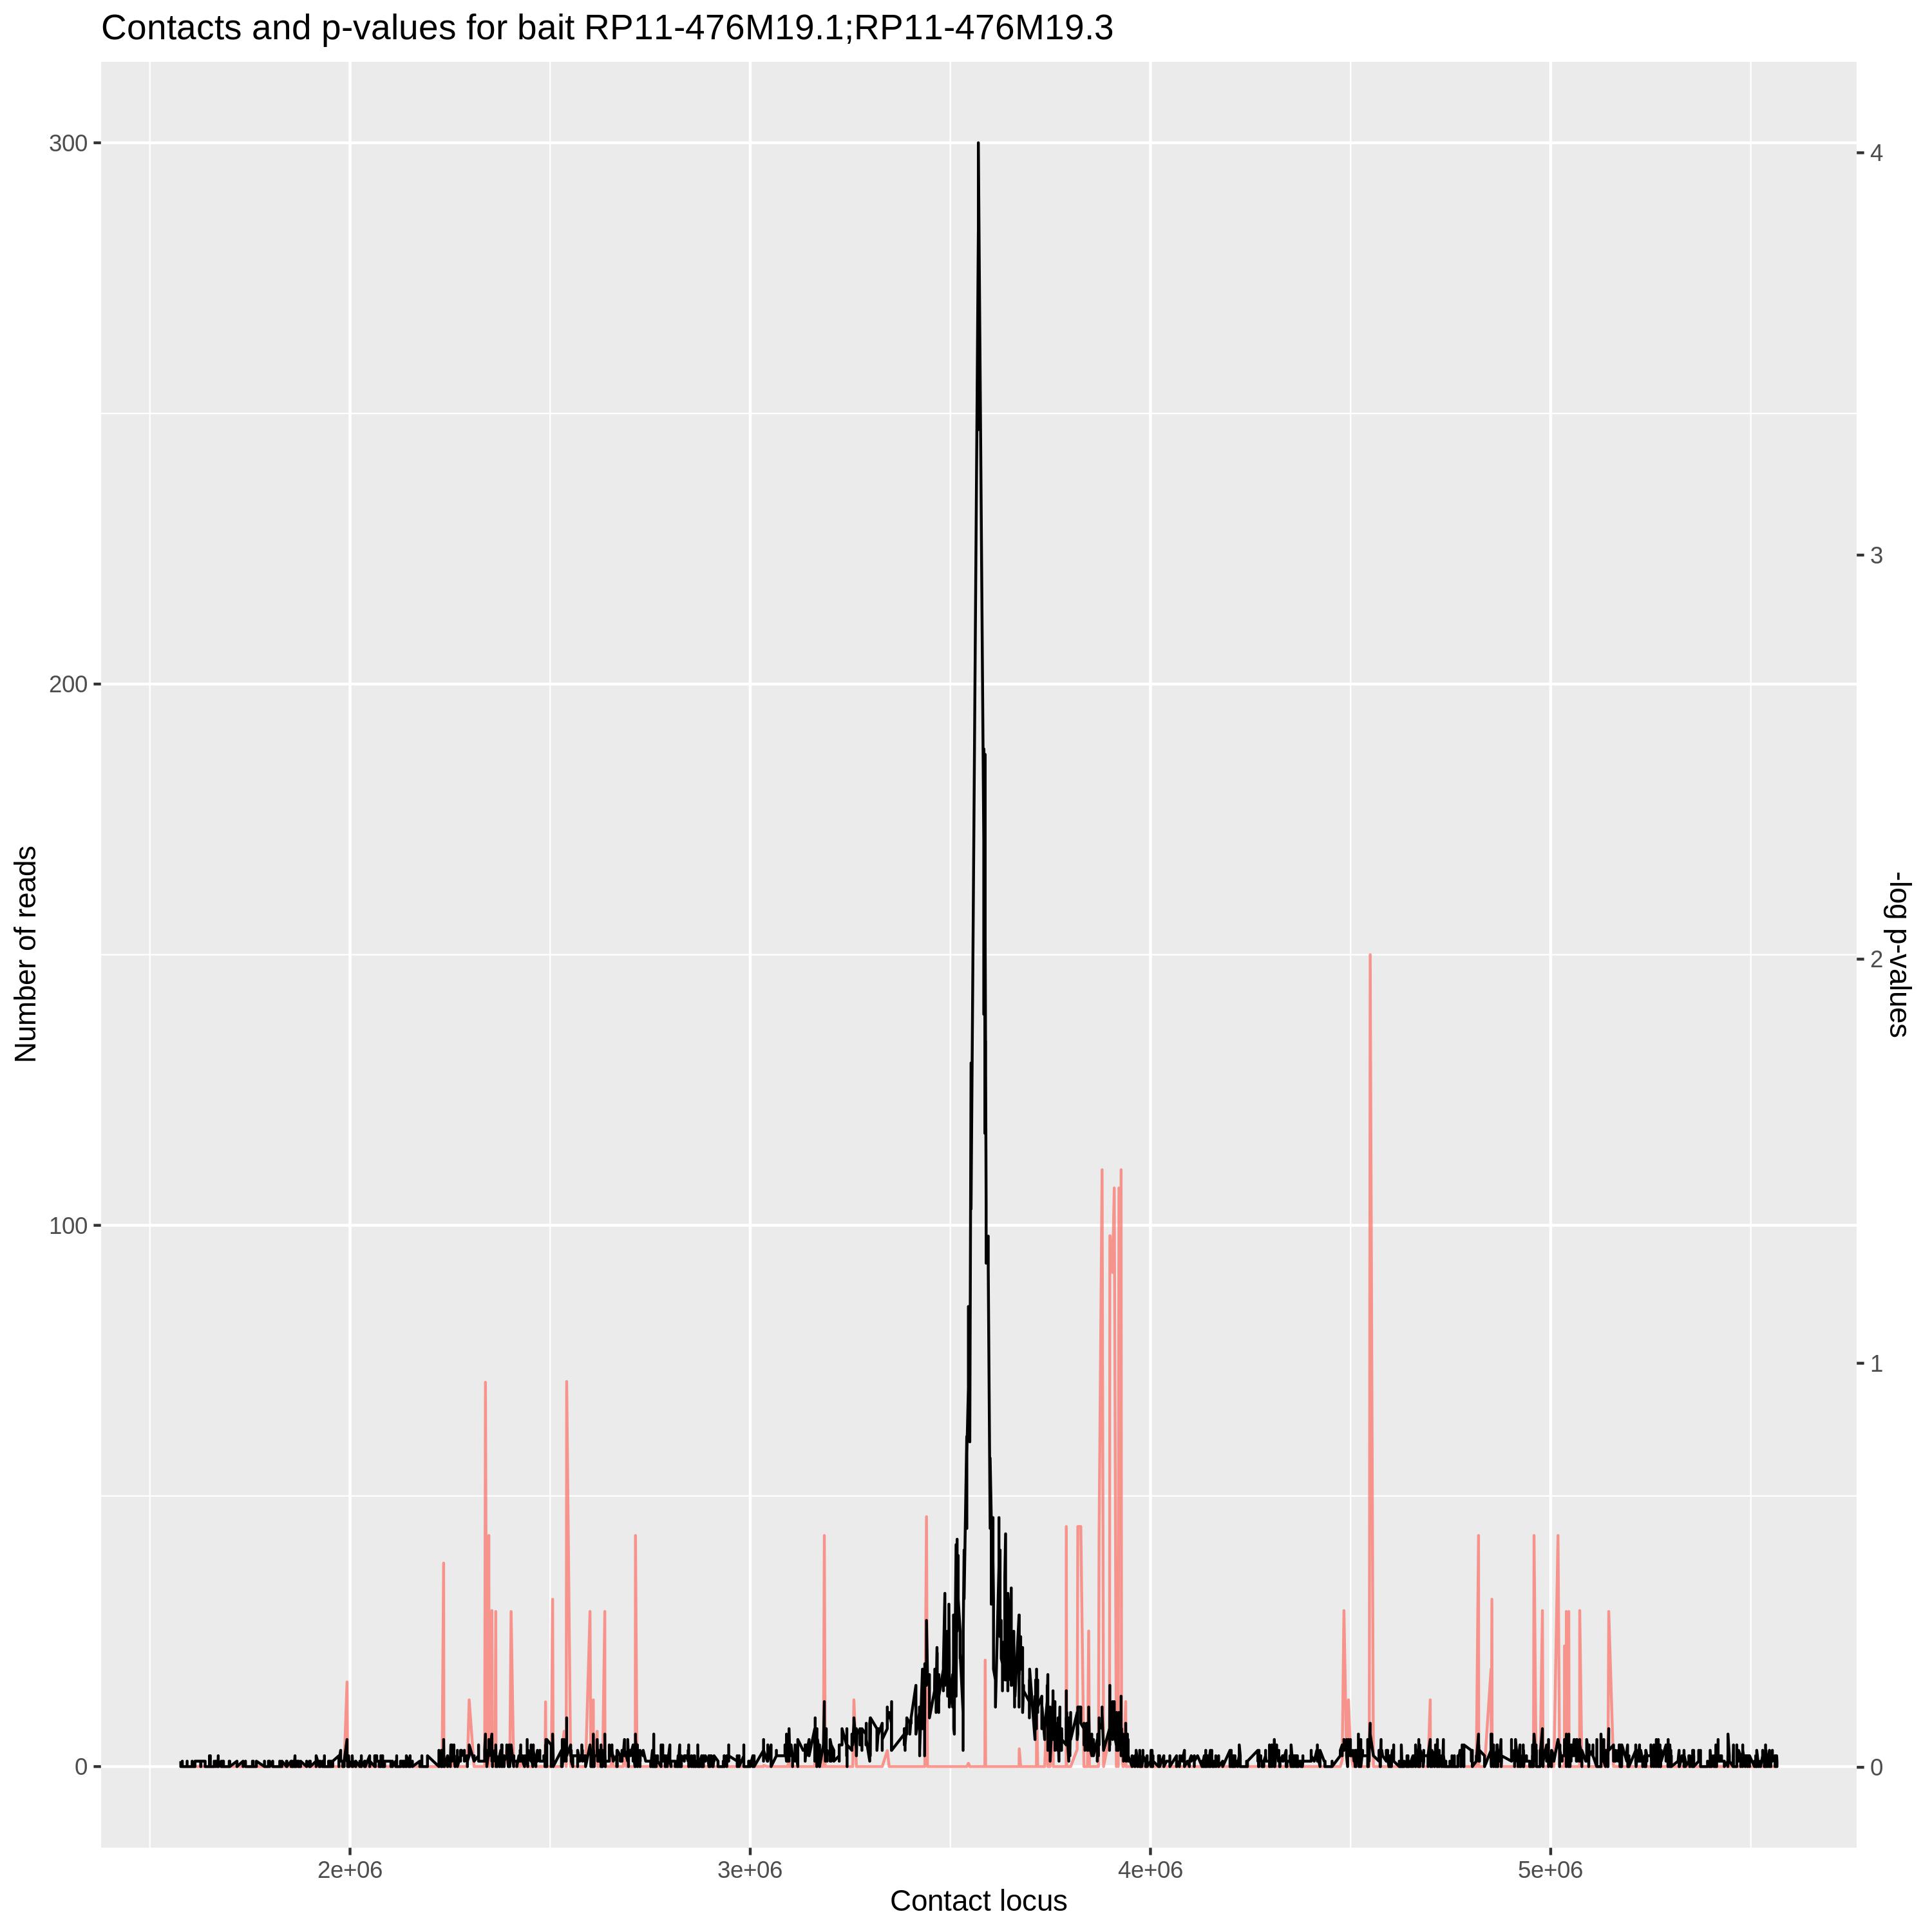 Contacts and p-values for bait RP11-476M19.1;RP11-476M19.3
300
200
100
0
Number of reads
4
3
2
1
0
-log p-values
2e+06
3e+06
4e+06
5e+06
Contact locus